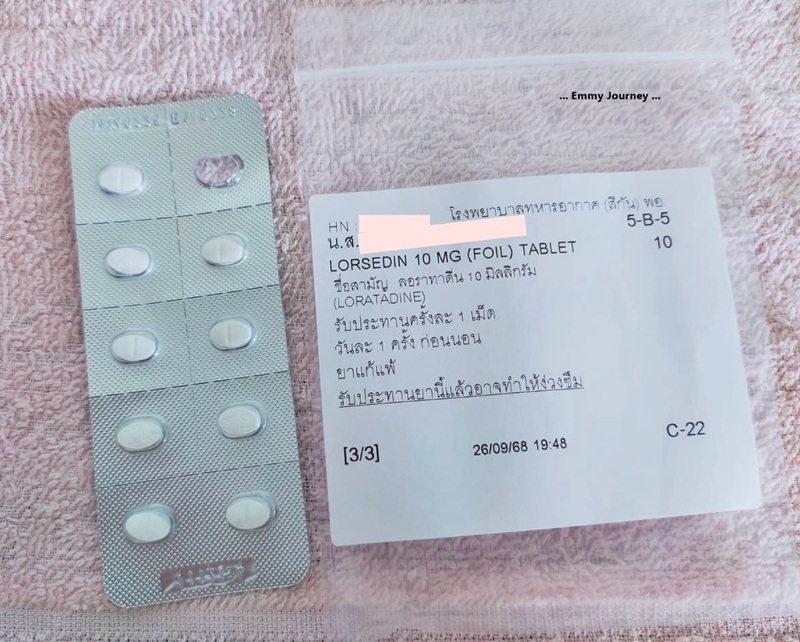 ... Emmy Journey ...
โรงพยาบาลทหารอากาศ (สีกัน) พอ
HN :
5-B-5
น.ส.
LORSEDIN 10 MG (FOIL) TABLET
10
ชื่อสามัญ ลอราทาดีน 10 มิลลิกรัม
(LORATADINE)
รับประทานครั้งละ 1 เม็ด
วันละ 1 ครั้ง ก่อนนอน
ยาแก้แพ้
รับประทานยานี้แล้วอาจทำให้ง่วงซึม
[3/3]
26/09/68 19:48
C-22